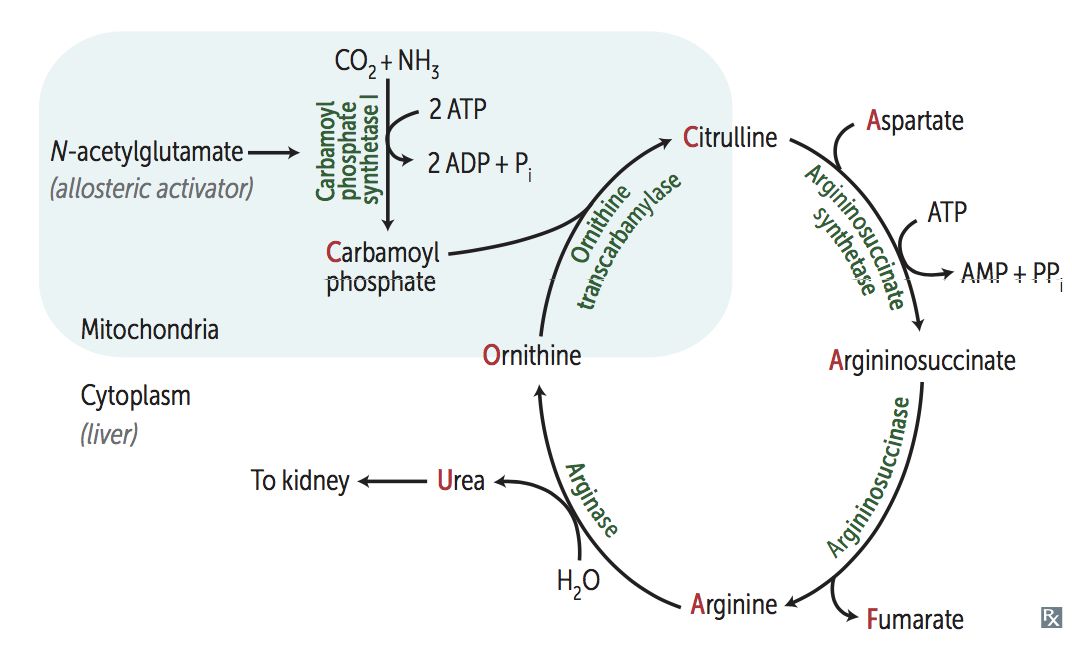 CO₂ + NH₃
Carbamoyl
phosphate
synthetase I
2 ATP
2 ADP + Pᵢ
N-acetylglutamate
(allosteric activator)
Carbamoyl
phosphate
Mitochondria
Cytoplasm
(liver)
Ornithine
transcarbamylase
Citrulline
Aspartate
Argininosuccinate
synthetase
ATP
AMP + PPᵢ
Argininosuccinate
Argininosuccinase
Fumarate
Arginine
Arginase
H₂O
Urea
To kidney
Ornithine
Rx